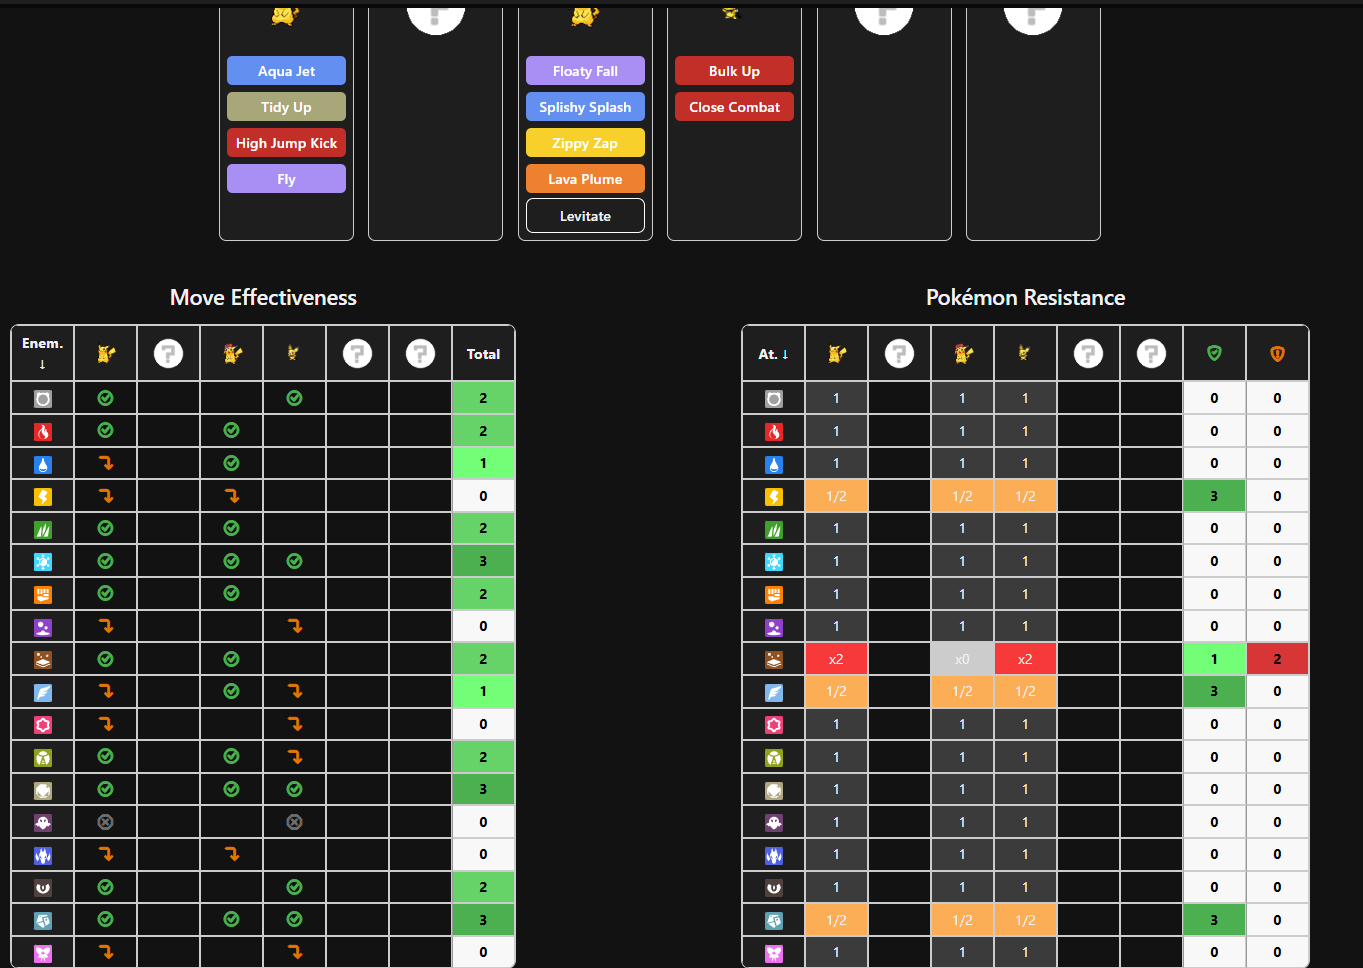 Aqua Jet
Tidy Up
High Jump Kick
Fly
Floaty Fall
Splishy Splash
Zippy Zap
Lava Plume
Levitate
Bulk Up
Close Combat
Move Effectiveness
Enem. ↓ ? ? ? Total
2
2
1
0
2
3
2
0
2
1
0
2
3
0
0
2
3
0
Pokémon Resistance
At. ↓ ? ? ?
1 1 1 0 0
1 1 1 0 0
1 1 1 0 0
1/2 1/2 1/2 3 0
1 1 1 0 0
1 1 1 0 0
1 1 1 0 0
1 1 1 0 0
x2 x0 x2 1 2
1/2 1/2 1/2 3 0
1 1 1 0 0
1 1 1 0 0
1 1 1 0 0
1 1 1 0 0
1 1 1 0 0
1 1 1 0 0
1/2 1/2 1/2 3 0
1 1 1 0 0